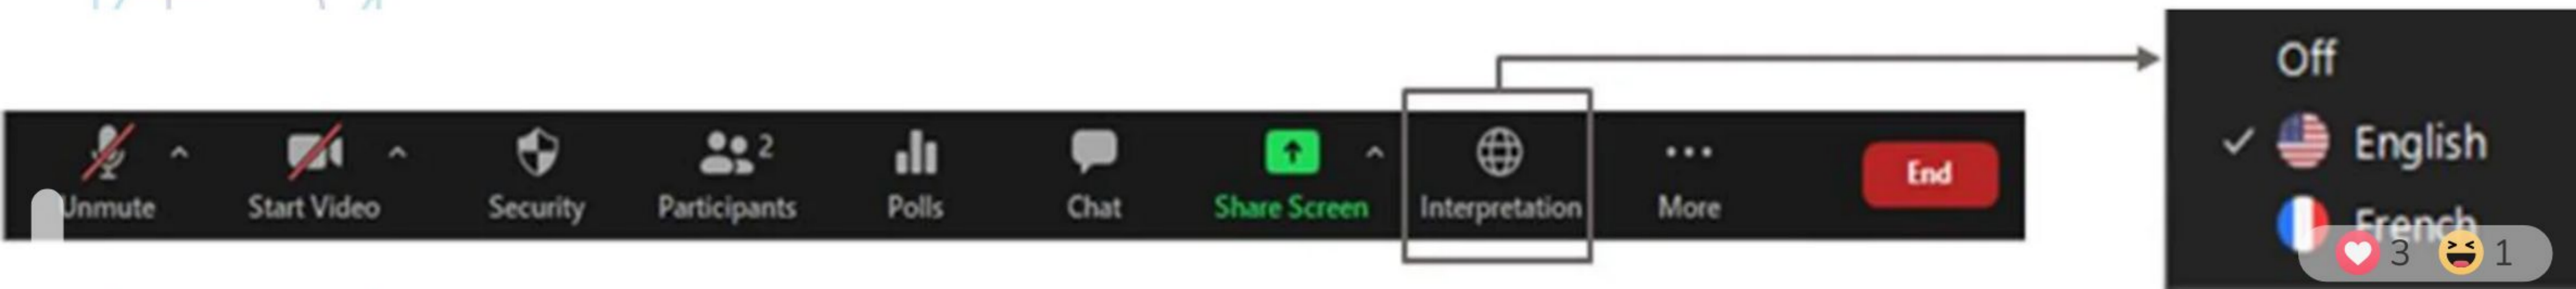 Unmute
Start Video
Security
2
Participants
Polls
Chat
Share Screen
Interpretation
More
End
Off
English
French
3
1